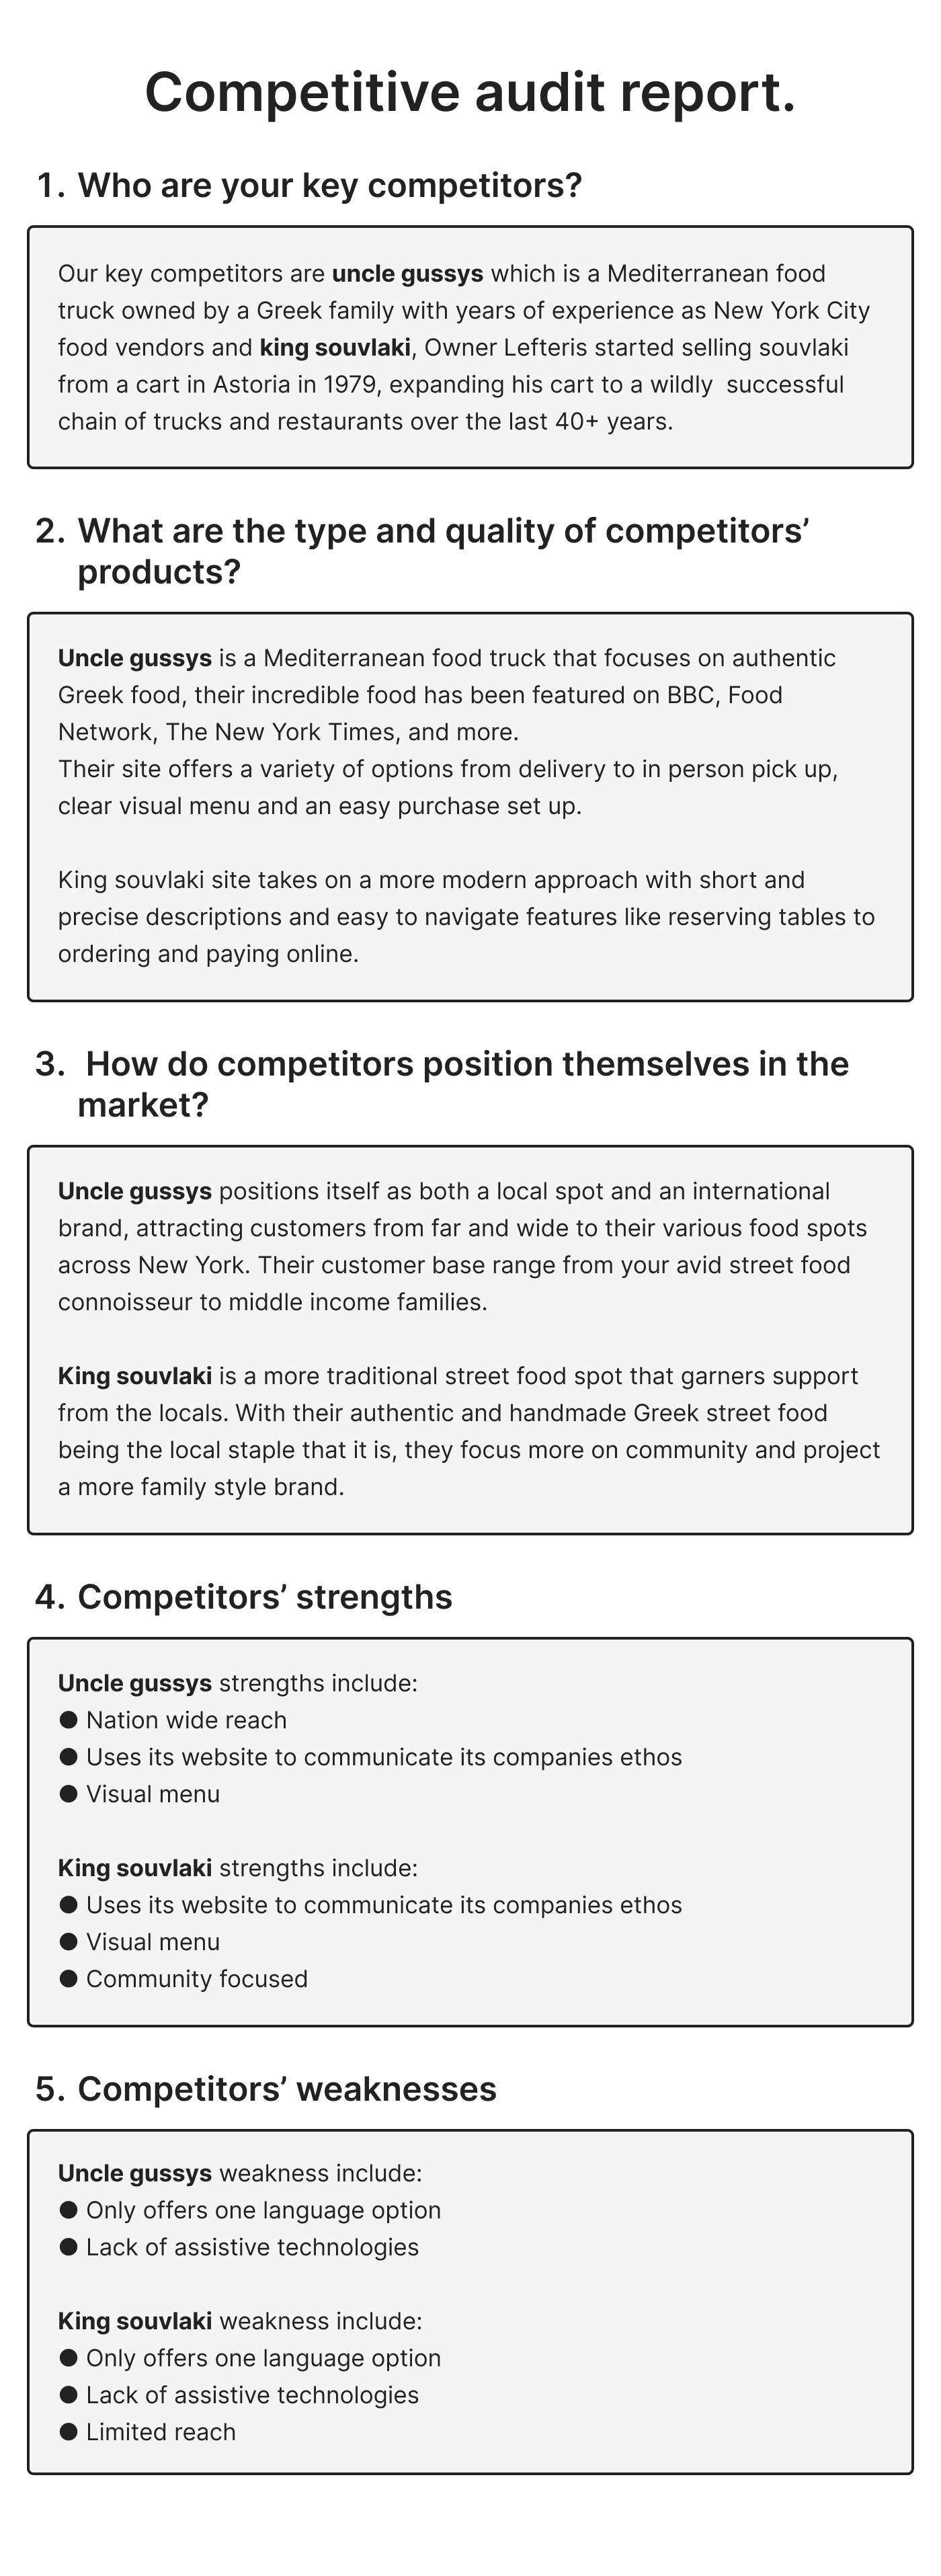 Competitive audit report.
1. Who are your key competitors?
Our key competitors are uncle gussys which is a Mediterranean food
truck owned by a Greek family with years of experience as New York City
food vendors and king souvlaki, Owner Lefteris started selling souvlaki
from a cart in Astoria in 1979, expanding his cart to a wildly  successful
chain of trucks and restaurants over the last 40+ years.
2. What are the type and quality of competitors’
products?
Uncle gussys is a Mediterranean food truck that focuses on authentic
Greek food, their incredible food has been featured on BBC, Food
Network, The New York Times, and more.
Their site offers a variety of options from delivery to in person pick up,
clear visual menu and an easy purchase set up.
King souvlaki site takes on a more modern approach with short and
precise descriptions and easy to navigate features like reserving tables to
ordering and paying online.
3. How do competitors position themselves in the
market?
Uncle gussys positions itself as both a local spot and an international
brand, attracting customers from far and wide to their various food spots
across New York. Their customer base range from your avid street food
connoisseur to middle income families.
King souvlaki is a more traditional street food spot that garners support
from the locals. With their authentic and handmade Greek street food
being the local staple that it is, they focus more on community and project
a more family style brand.
4. Competitors’ strengths
Uncle gussys strengths include:
● Nation wide reach
● Uses its website to communicate its companies ethos
● Visual menu
King souvlaki strengths include:
● Uses its website to communicate its companies ethos
● Visual menu
● Community focused
5. Competitors’ weaknesses
Uncle gussys weakness include:
● Only offers one language option
● Lack of assistive technologies
King souvlaki weakness include:
● Only offers one language option
● Lack of assistive technologies
● Limited reach